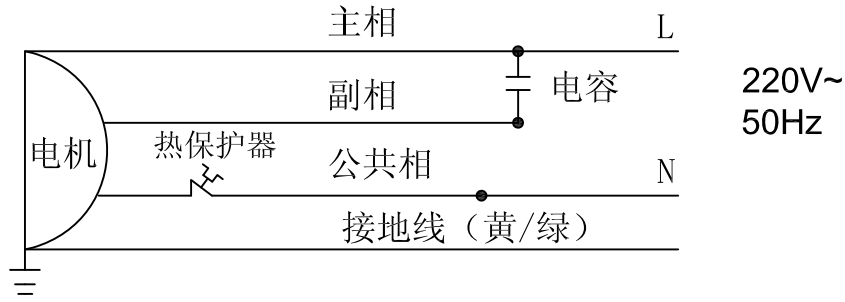 主相
L
电容
220V~
50Hz
副相
电机
热保护器
公共相
N
接地线（黄/绿）